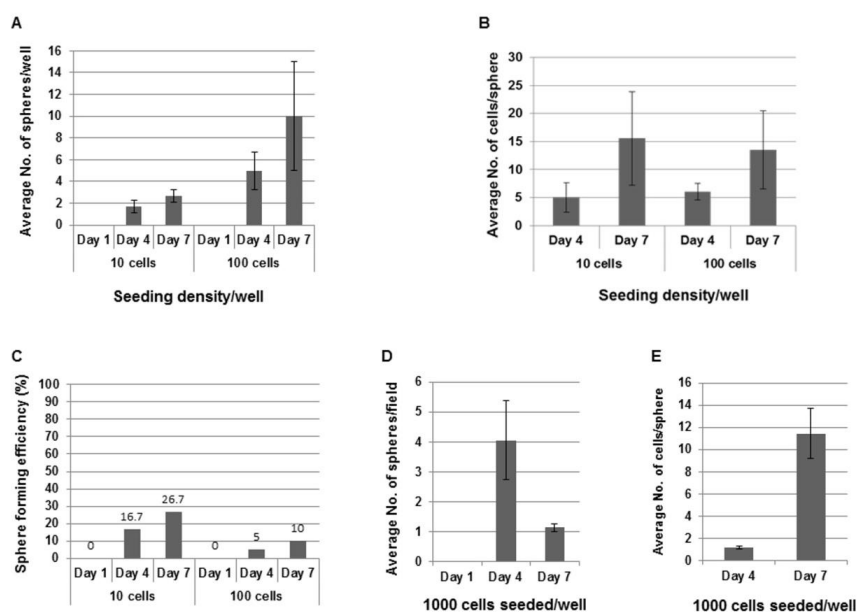 A
Average No. of spheres/well
16
14
12
10
8
6
4
2
0
Day 1 Day 4 Day 7 Day 1 Day 4 Day 7
10 cells 100 cells
Seeding density/well
B
Average No. of cells/sphere
30
25
20
15
10
5
0
Day 4 Day 7 Day 4 Day 7
10 cells 100 cells
Seeding density/well
C
Sphere forming efficiency (%)
100
90
80
70
60
50
40
30
20
10
0
0 16.7 26.7 0 5 10
Day 1 Day 4 Day 7 Day 1 Day 4 Day 7
10 cells 100 cells
D
Average No. of spheres/field
6
5
4
3
2
1
0
Day 1 Day 4 Day 7
1000 cells seeded/well
E
Average No. of cells/sphere
16
14
12
10
8
6
4
2
0
Day 4 Day 7
1000 cells seeded/well